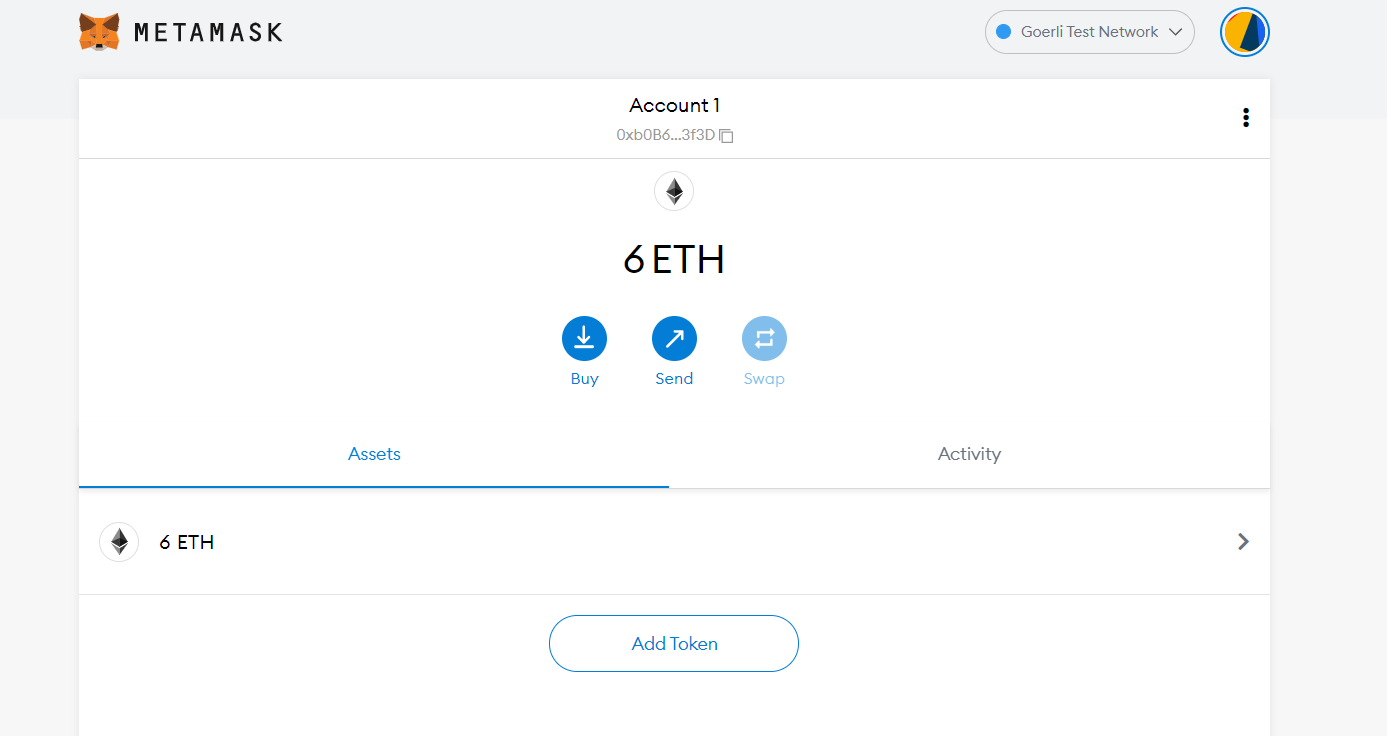 METAMASK
Goerli Test Network
Account 1
0xb0B6...3f3D
6 ETH
Buy
Send
Swap
Assets
Activity
6 ETH
Add Token